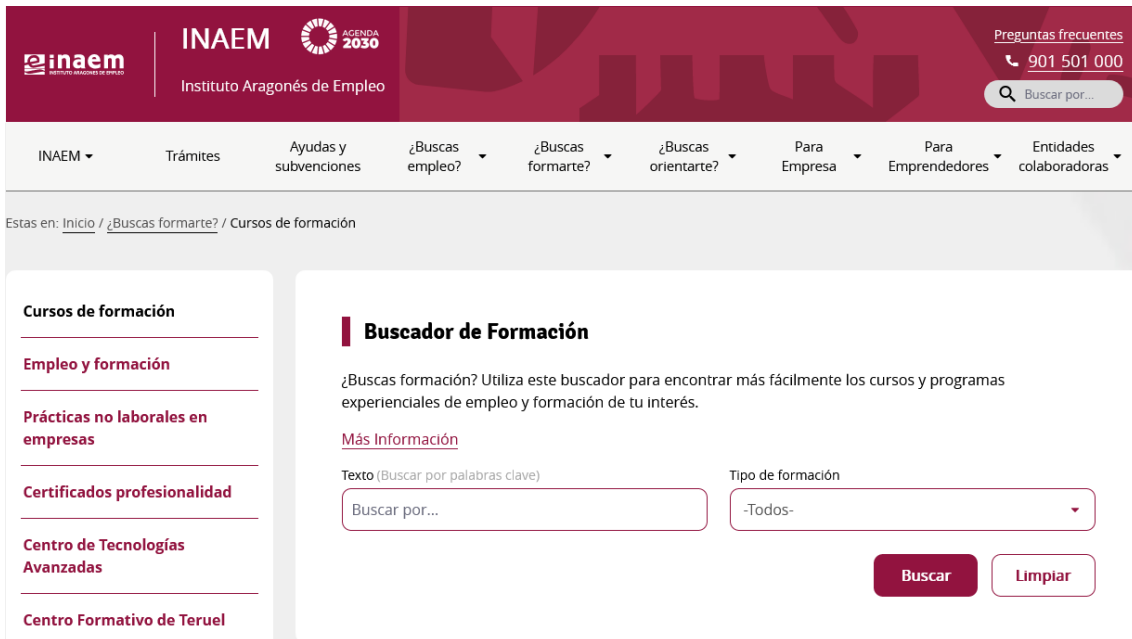 inaem
INSTITUTO ARAGONÉS DE EMPLEO
INAEM
AGENDA
2030
Instituto Aragonés de Empleo
Preguntas frecuentes
901 501 000
Buscar por...
INAEM
Trámites
Ayudas y
subvenciones
¿Buscas
empleo?
¿Buscas
formarte?
¿Buscas
orientarte?
Para
Empresa
Para
Emprendedores
Entidades
colaboradoras
Estas en: Inicio / ¿Buscas formarte? / Cursos de formación
Cursos de formación
Empleo y formación
Prácticas no laborales en
empresas
Certificados profesionalidad
Centro de Tecnologías
Avanzadas
Centro Formativo de Teruel
Buscador de Formación
¿Buscas formación? Utiliza este buscador para encontrar más fácilmente los cursos y programas
experienciales de empleo y formación de tu interés.
Más Información
Texto (Buscar por palabras clave)
Buscar por...
Tipo de formación
-Todos-
Buscar
Limpiar